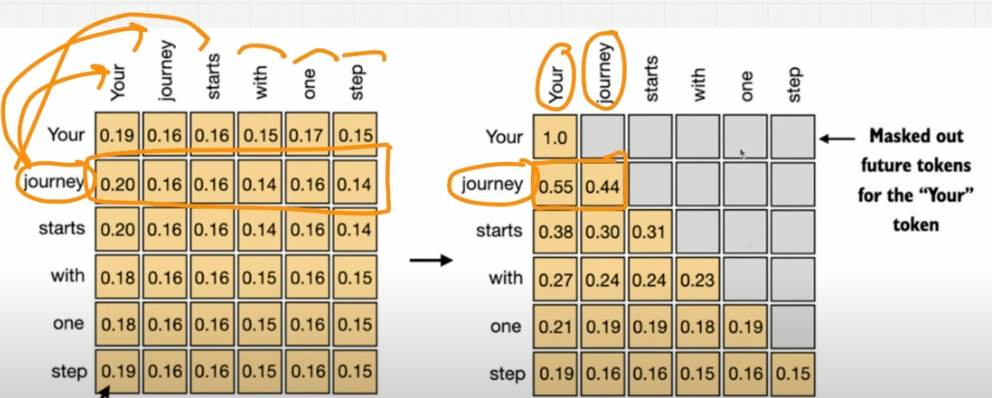 Your journey starts with one step
Your 0.19 0.16 0.16 0.15 0.17 0.15
journey 0.20 0.16 0.16 0.14 0.16 0.14
starts 0.20 0.16 0.16 0.14 0.16 0.14
with 0.18 0.16 0.16 0.15 0.16 0.15
one 0.18 0.16 0.16 0.15 0.16 0.15
step 0.19 0.16 0.16 0.15 0.16 0.15
Your journey starts with one step
Your 1.0
journey 0.55 0.44
starts 0.38 0.30 0.31
with 0.27 0.24 0.24 0.23
one 0.21 0.19 0.19 0.18 0.19
step 0.19 0.16 0.16 0.15 0.16 0.15
Masked out
future tokens
for the “Your”
token